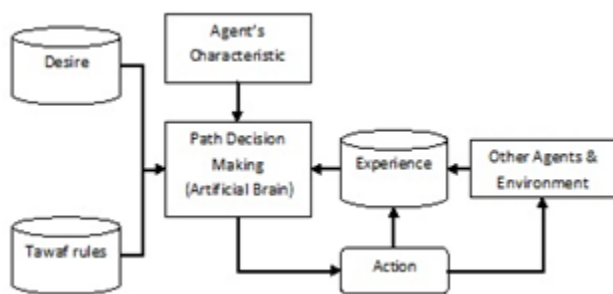 Desire
Agent's
Characteristic
Path Decision
Making
(Artificial Brain)
Experience
Other Agents &
Environment
Tawaf rules
Action